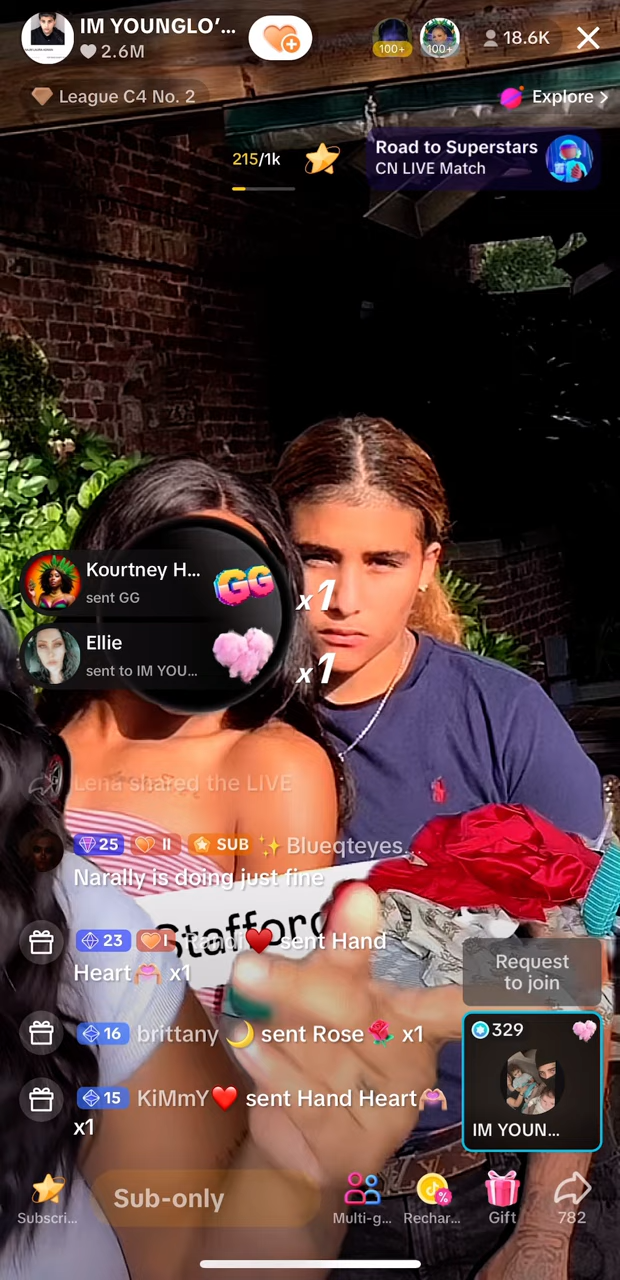 IM YOUNGLO’...
2.6M
100+
100+
18.6K
League C4 No. 2
Explore
215/1k
Road to Superstars
CN LIVE Match
Kourtney H...
sent GG
GG
x1
Ellie
sent to IM YOU...
x1
Lena shared the LIVE
25 II SUB ✨ Blueqteyes...
Narally is doing just fine
Stafford
23 I Randi❤️ sent Hand
Heart🫶🏼 x1
Request
to join
16 brittany 🌙 sent Rose 🌹 x1
329
15 KiMmY❤️ sent Hand Heart🫶🏼
x1
IM YOUN...
Sub-only
Subscri...
Multi-g...
Rechar...
Gift
782